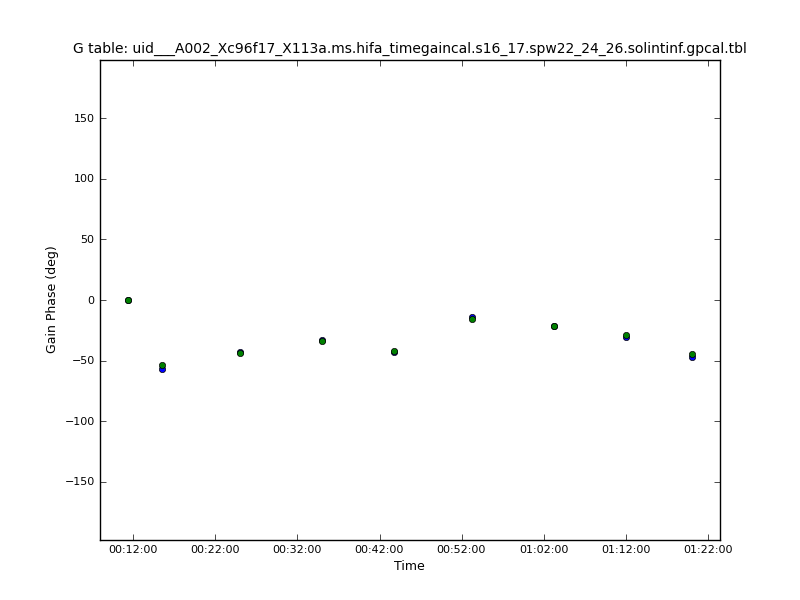 G table: uid___A002_Xc96f17_X113a.ms.hifa_timegaincal.s16_17.spw22_24_26.solintinf.gpcal.tbl
Gain Phase (deg)
150
100
50
0
−50
−100
−150
00:12:00 00:22:00 00:32:00 00:42:00 00:52:00 01:02:00 01:12:00 01:22:00
Time